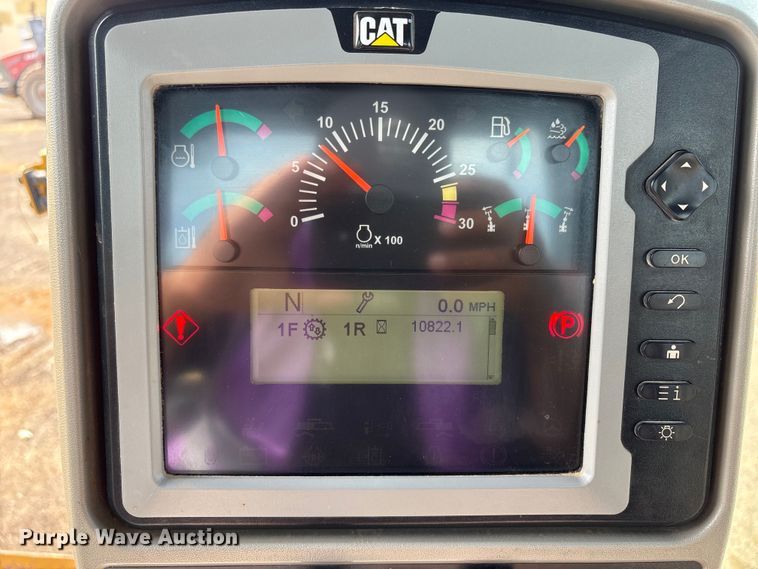 CAT
0 5 10 15 20 25 30
n/min X 100
N 0.0 MPH
1F 1R 10822.1
P
OK
i
Purple Wave Auction®